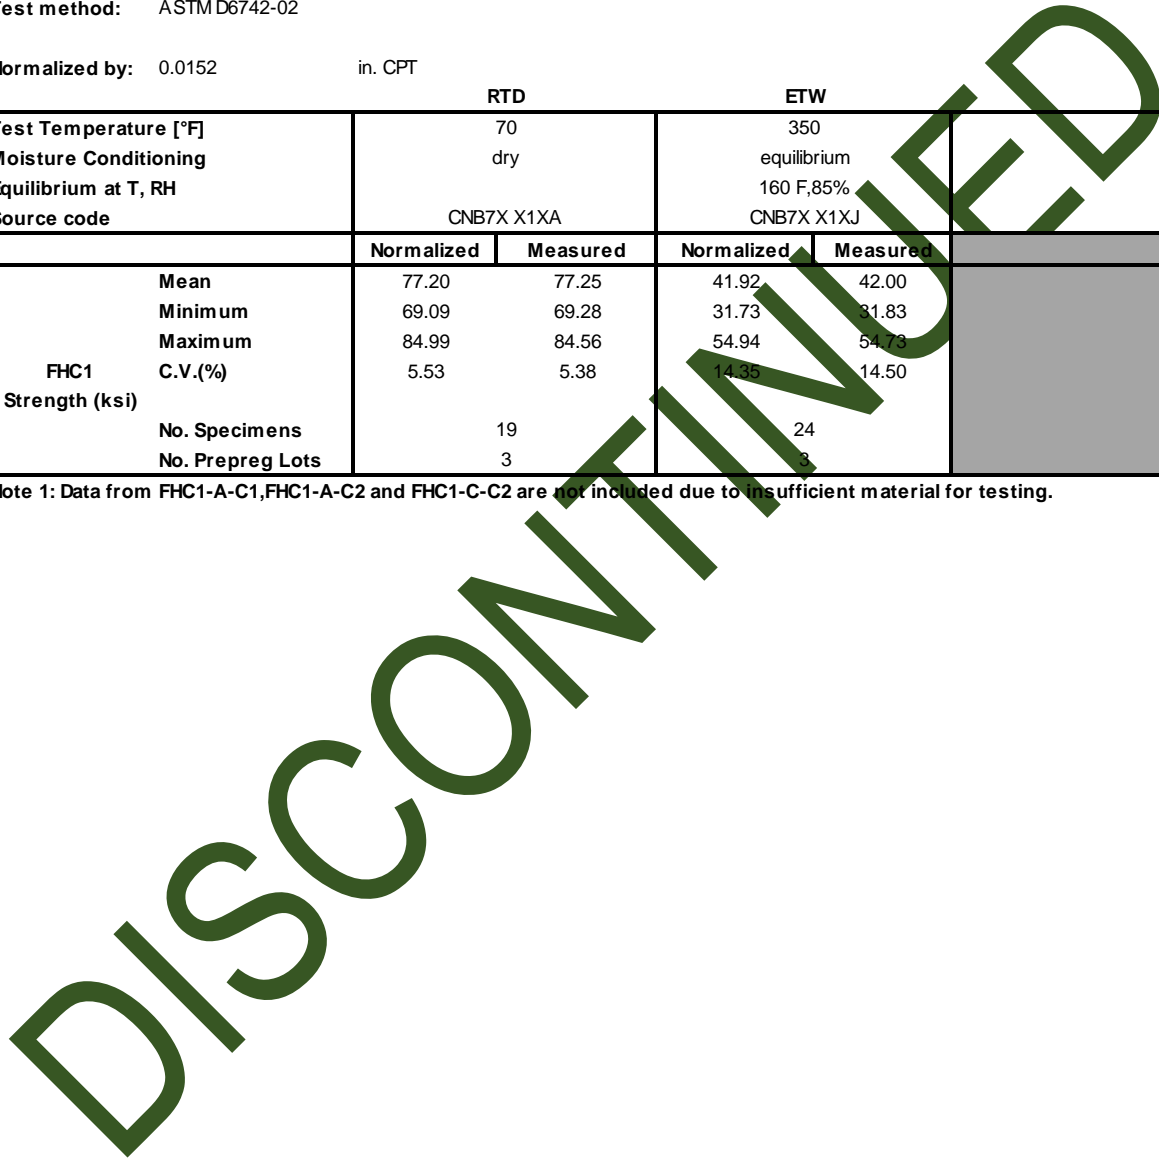 est method: ASTM D6742-02
ormalized by: 0.0152 in. CPT
RTD ETW
est Temperature [°F] 70 350
oisture Conditioning dry equilibrium
quilibrium at T, RH 160 F,85%
ource code CNB7X X1XA CNB7X X1XJ
Normalized Measured Normalized Measured
Mean 77.20 77.25 41.92 42.00
Minimum 69.09 69.28 31.73 31.83
Maximum 84.99 84.56 54.94 54.73
FHC1 C.V.(%) 5.53 5.38 14.35 14.50
Strength (ksi)
No. Specimens 19 24
No. Prepreg Lots 3 3
ote 1: Data from FHC1-A-C1,FHC1-A-C2 and FHC1-C-C2 are not included due to insufficient material for testing.
DISCONTINUED